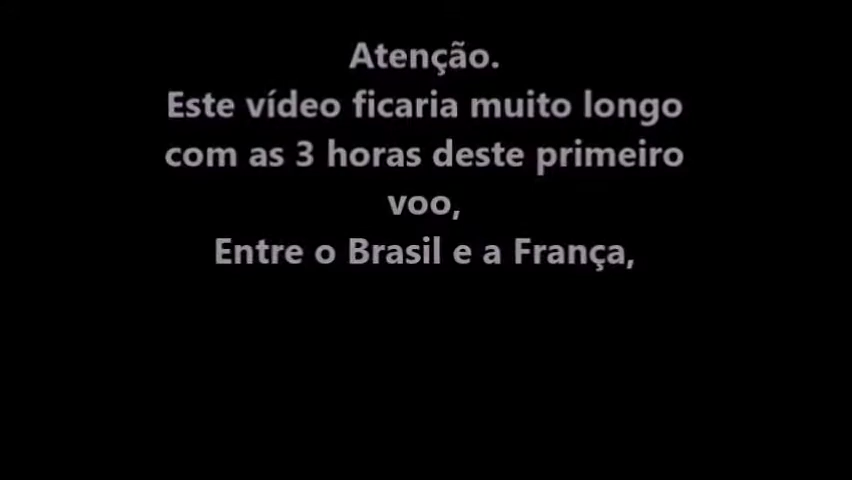 Atenção.
Este vídeo ficaria muito longo
com as 3 horas deste primeiro
voo,
Entre o Brasil e a França,